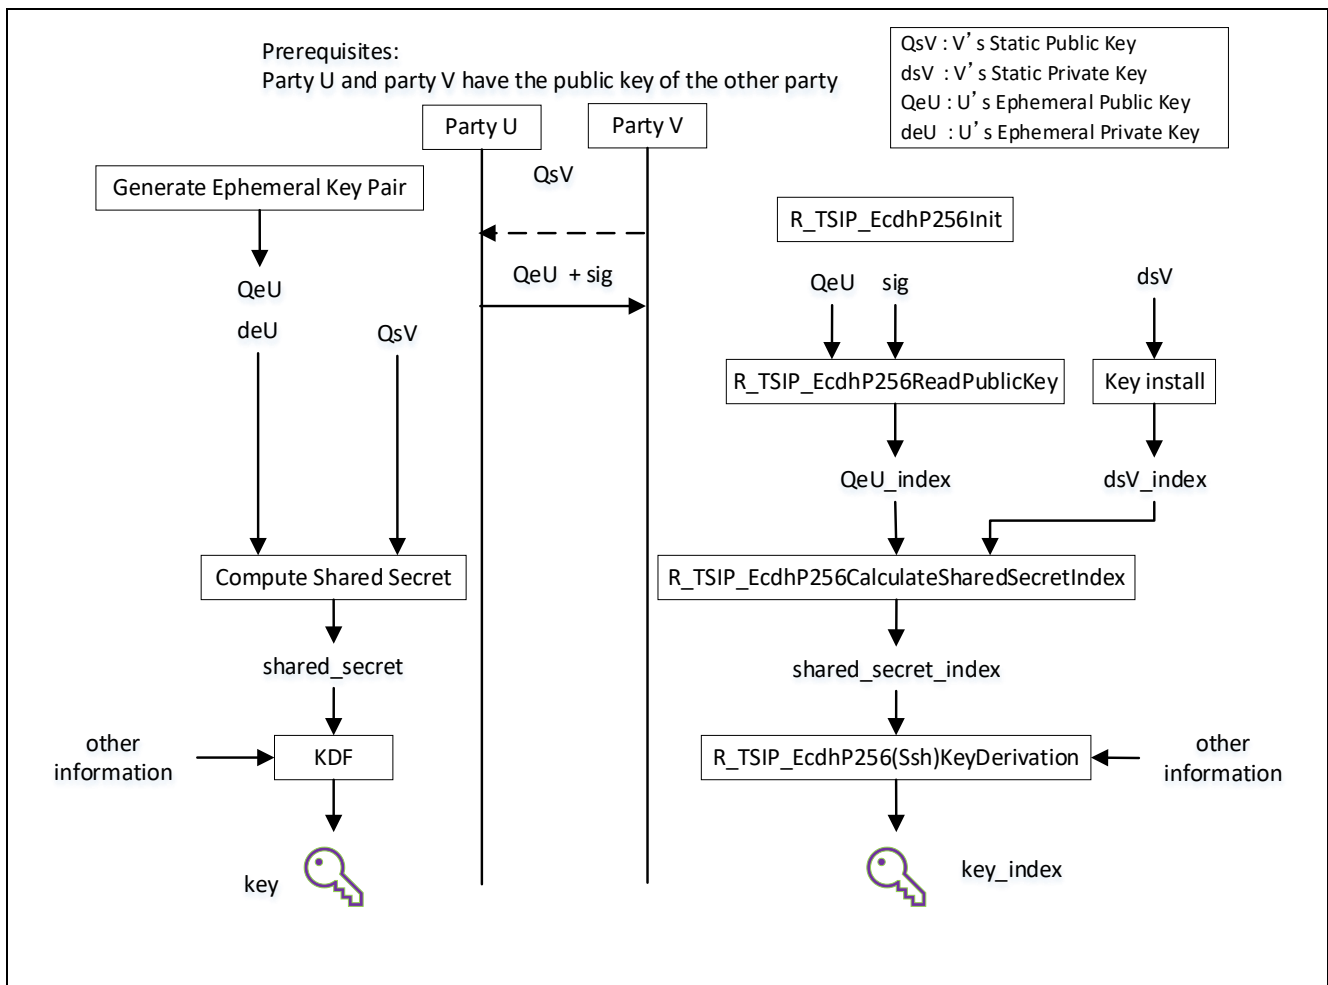 Prerequisites:
Party U and party V have the public key of the other party
QsV : V’s Static Public Key
dsV : V’s Static Private Key
QeU : U’s Ephemeral Public Key
deU : U’s Ephemeral Private Key
Party U
Party V
Generate Ephemeral Key Pair
QsV
R_TSIP_EcdhP256Init
QeU + sig
QeU
deU
QsV
QeU
sig
dsV
R_TSIP_EcdhP256ReadPublicKey
Key install
QeU_index
dsV_index
Compute Shared Secret
R_TSIP_EcdhP256CalculateSharedSecretIndex
shared_secret
shared_secret_index
other
information
KDF
R_TSIP_EcdhP256(Ssh)KeyDerivation
other
information
key
key_index